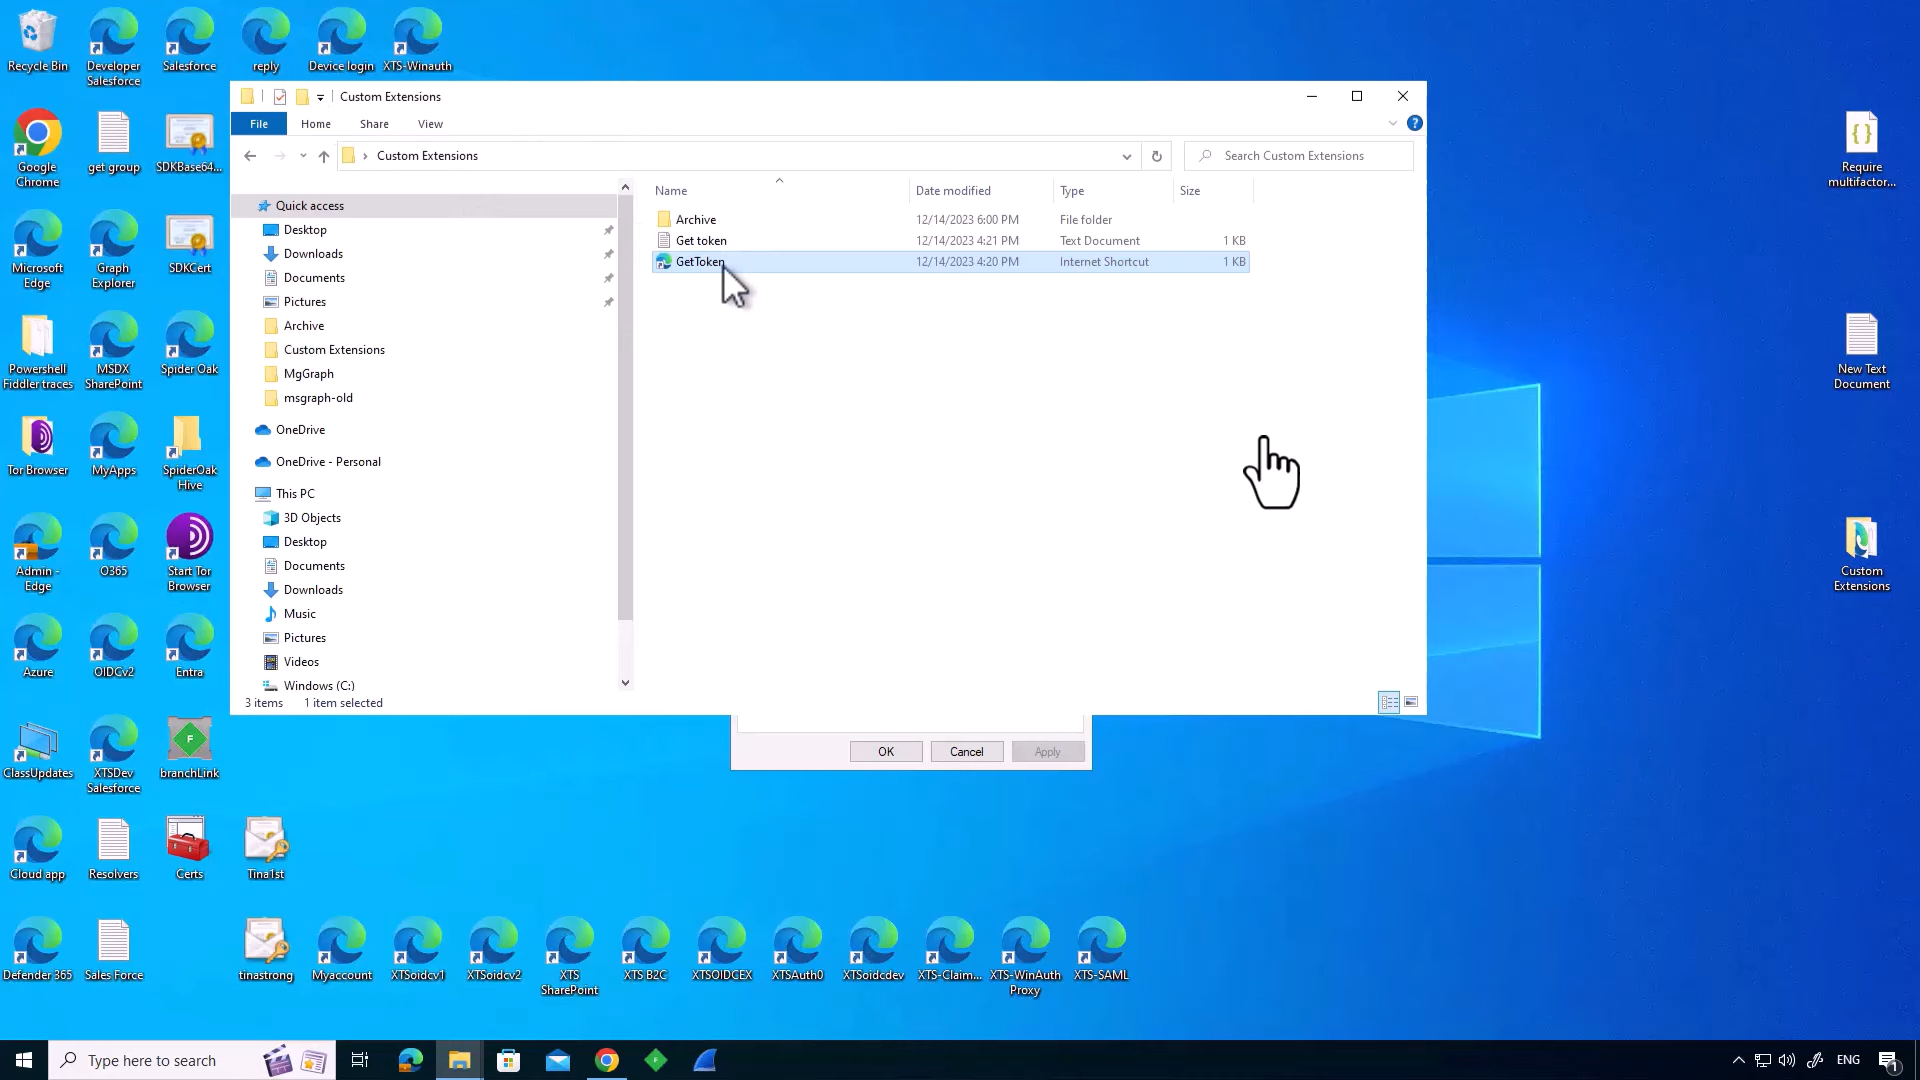 Recycle Bin
Developer
Salesforce
Salesforce
reply
Device login
XTS-Winauth
Custom Extensions
File
Home
Share
View
Custom Extensions
Search Custom Extensions
Name
Date modified
Type
Size
Archive
12/14/2023 6:00 PM
File folder
Get token
12/14/2023 4:21 PM
Text Document
1 KB
GetToken
12/14/2023 4:20 PM
Internet Shortcut
1 KB
Quick access
Desktop
Downloads
Documents
Pictures
Archive
Custom Extensions
MgGraph
msgraph-old
OneDrive
OneDrive - Personal
This PC
3D Objects
Desktop
Documents
Downloads
Music
Pictures
Videos
Windows (C:)
3 items
1 item selected
OK
Cancel
Apply
Google
Chrome
get group
SDKBase64...
Microsoft
Edge
Graph
Explorer
SDKCert
Powershell
Fiddler traces
MSDX
SharePoint
Spider Oak
Tor Browser
MyApps
SpiderOak
Hive
Admin -
Edge
O365
Start Tor
Browser
Azure
OIDCv2
Entra
ClassUpdates
XTSDev
Salesforce
F
branchLink
Cloud app
Resolvers
Certs
Tina1st
Defender 365
Sales Force
tinastrong
Myaccount
XTSoidcv1
XTSoidcv2
XTS
SharePoint
XTS B2C
XTSOIDCEX
XTSAuth0
XTSoidcdev
XTS-Claim...
XTS-WinAuth
Proxy
XTS-SAML
Require
multifactor...
New Text
Document
Custom
Extensions
Type here to search
ENG
1